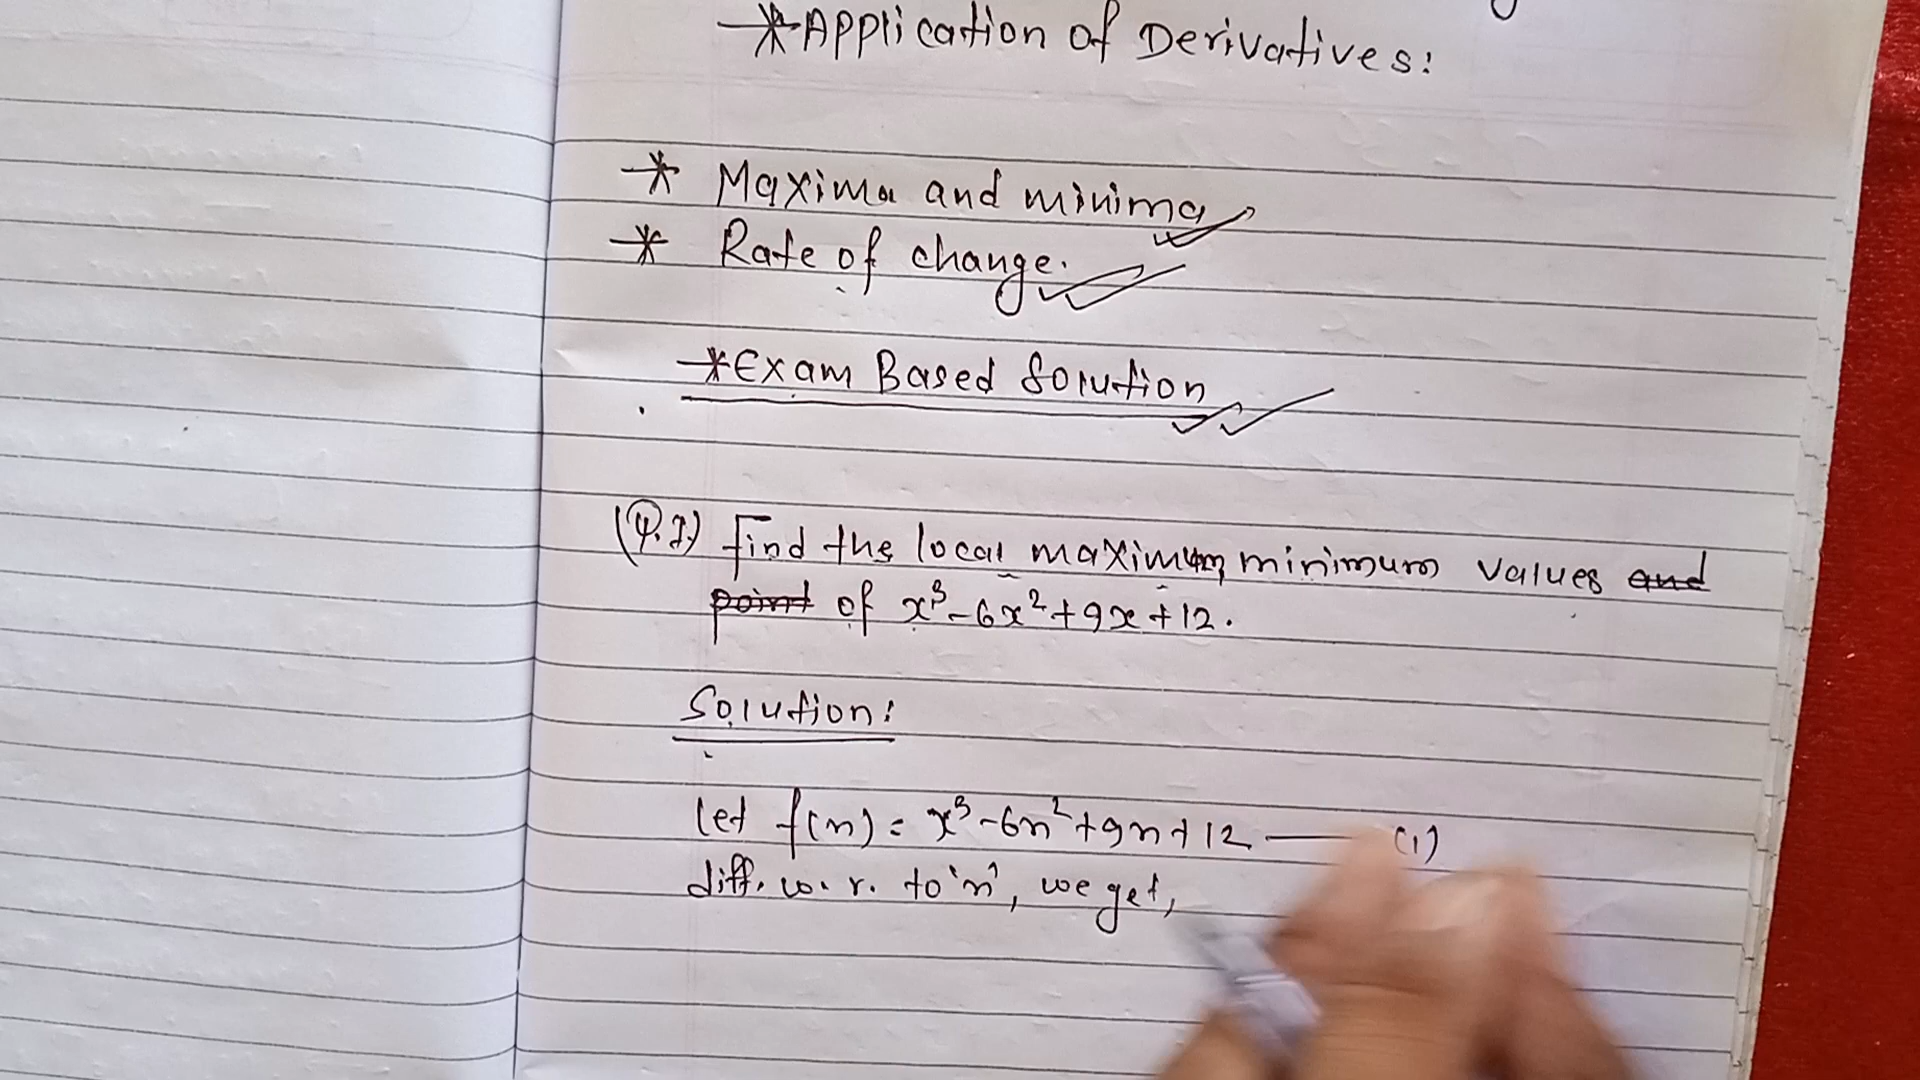 * Application of Derivatives:
* Maxima and minima
* Rate of change.
* Exam Based Solution
(Q.1) Find the local maximum minimum values and
point of x³-6x²+9x+12.
Solution:
Let f(x) = x³-6x²+9x+12 —— (1)
diff. w. r. to 'x', we get,